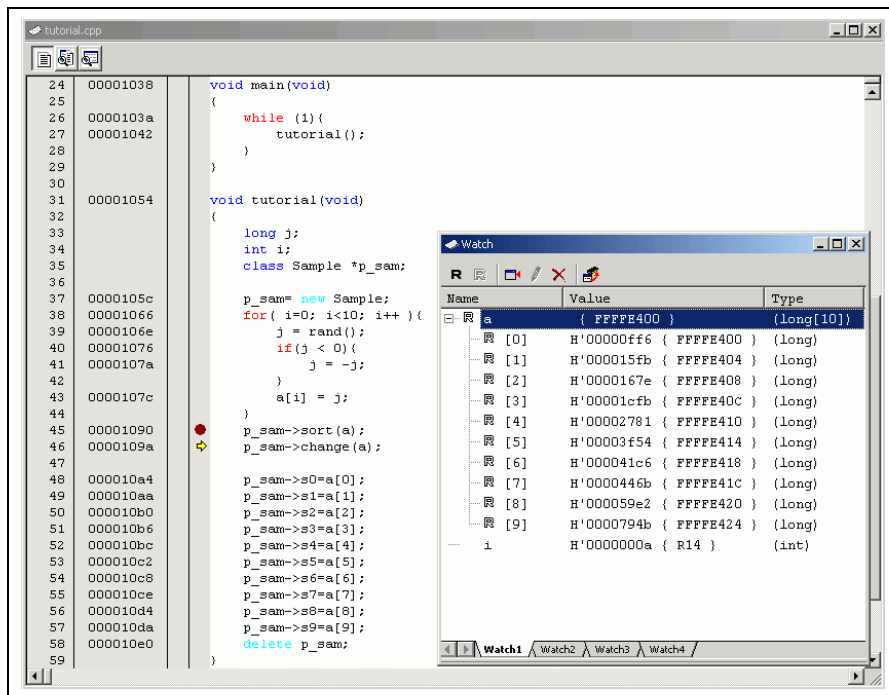 tutorial.cpp
24 00001038 void main(void)
25 {
26 0000103a while (1){
27 00001042 tutorial();
28 }
29 }
30
31 00001054 void tutorial(void)
32 {
33 long j;
34 int i;
35 class Sample *p_sam;
36
37 0000105c p_sam= new Sample;
38 00001066 for( i=0; i<10; i++ ){
39 0000106e j = rand();
40 00001076 if(j < 0){
41 0000107a j = -j;
42 }
43 0000107c a[i] = j;
44 }
45 00001090 p_sam->sort(a);
46 0000109a p_sam->change(a);
47
48 000010a4 p_sam->s0=a[0];
49 000010aa p_sam->s1=a[1];
50 000010b0 p_sam->s2=a[2];
51 000010b6 p_sam->s3=a[3];
52 000010bc p_sam->s4=a[4];
53 000010c2 p_sam->s5=a[5];
54 000010c8 p_sam->s6=a[6];
55 000010ce p_sam->s7=a[7];
56 000010d4 p_sam->s8=a[8];
57 000010da p_sam->s9=a[9];
58 000010e0 delete p_sam;
59 }
Watch
R R
Name Value Type
R a { FFFFE400 } (long[10])
R [0] H'00000ff6 { FFFFE400 } (long)
R [1] H'000015fb { FFFFE404 } (long)
R [2] H'0000167e { FFFFE408 } (long)
R [3] H'00001cfb { FFFFE40C } (long)
R [4] H'00002781 { FFFFE410 } (long)
R [5] H'00003f54 { FFFFE414 } (long)
R [6] H'000041c6 { FFFFE418 } (long)
R [7] H'0000446b { FFFFE41C } (long)
R [8] H'000059e2 { FFFFE420 } (long)
R [9] H'0000794b { FFFFE424 } (long)
i H'0000000a { R14 } (int)
Watch1 Watch2 Watch3 Watch4